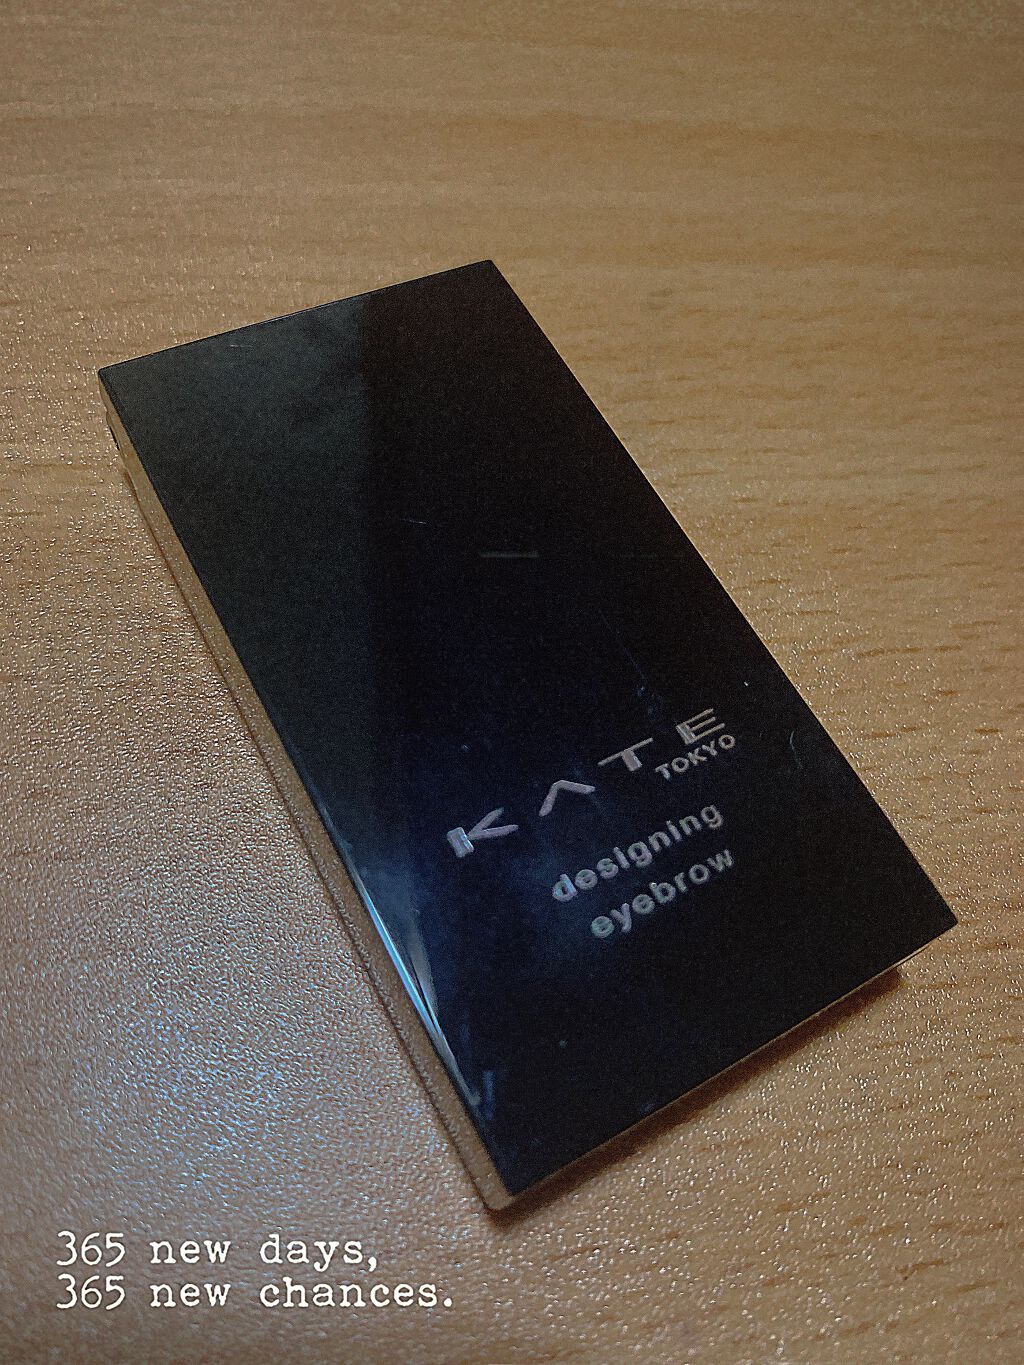 KATE
TOKYO
designing
eyebrow
365 new days,
365 new chances.